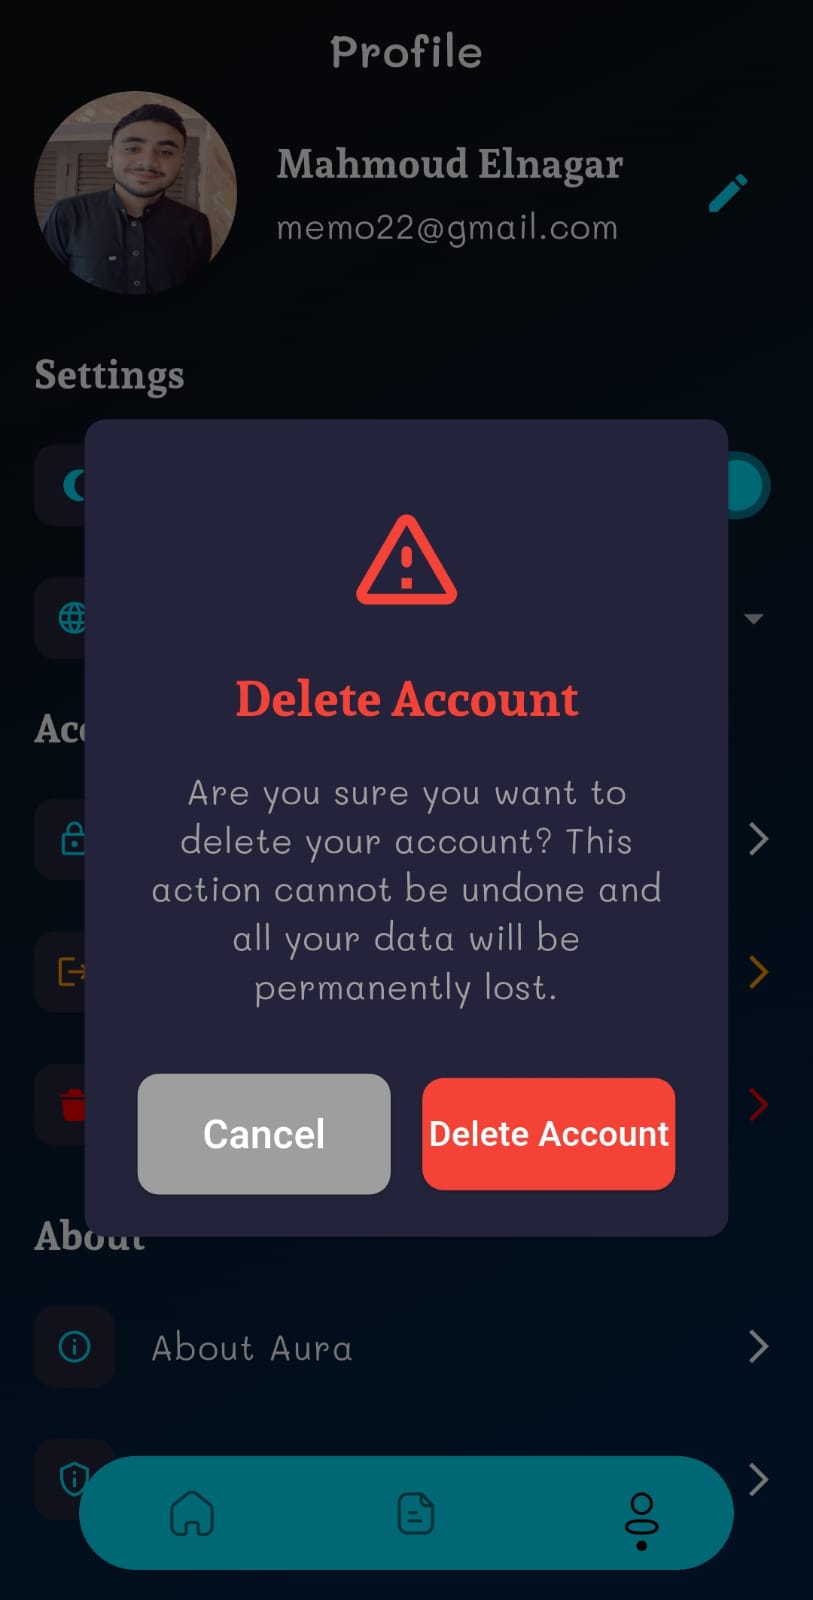 Profile
Mahmoud Elnagar
memo22@gmail.com
Settings
Delete Account
Are you sure you want to
delete your account? This
action cannot be undone and
all your data will be
permanently lost.
Cancel
Delete Account
About
About Aura